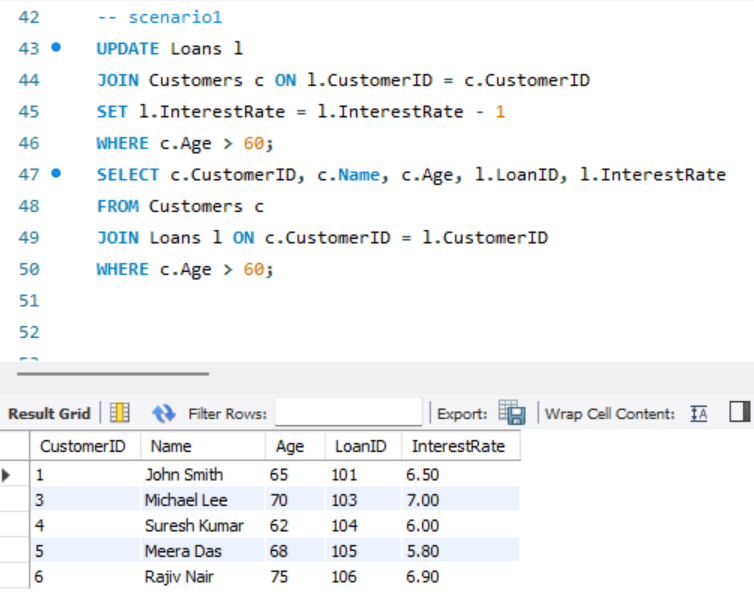 42 -- scenario1
43 UPDATE Loans l
44 JOIN Customers c ON l.CustomerID = c.CustomerID
45 SET l.InterestRate = l.InterestRate - 1
46 WHERE c.Age > 60;
47 SELECT c.CustomerID, c.Name, c.Age, l.LoanID, l.InterestRate
48 FROM Customers c
49 JOIN Loans l ON c.CustomerID = l.CustomerID
50 WHERE c.Age > 60;
51
52
Result Grid Filter Rows: Export: Wrap Cell Content: IA
CustomerID Name Age LoanID InterestRate
1 John Smith 65 101 6.50
3 Michael Lee 70 103 7.00
4 Suresh Kumar 62 104 6.00
5 Meera Das 68 105 5.80
6 Rajiv Nair 75 106 6.90